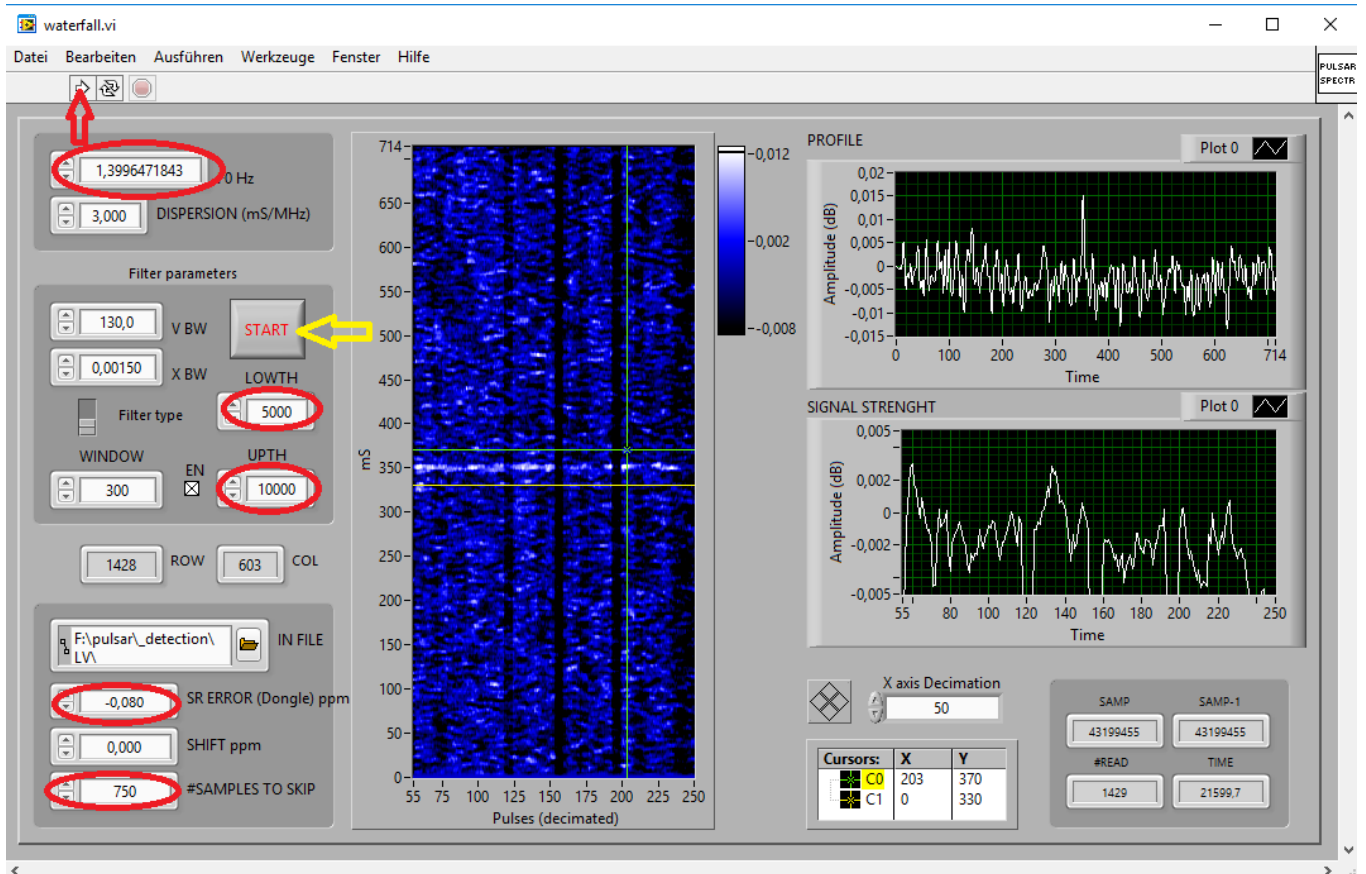 waterfall.vi
Datei Bearbeiten Ausführen Werkzeuge Fenster Hilfe
PULSAR
SPECTR
1,3996471843
0 Hz
3,000 DISPERSION (mS/MHz)
Filter parameters
130,0 V BW
START
0,00150 X BW
LOWTH
Filter type
5000
WINDOW
EN
UPTH
300
10000
1428 ROW 603 COL
F:\pulsar\_detection\
LV\
IN FILE
-0,080 SR ERROR (Dongle) ppm
0,000 SHIFT ppm
750 #SAMPLES TO SKIP
714
650
600
550
500
450
400
350
300
250
200
150
100
50
0
mS
55 75 100 125 150 175 200 225 250
Pulses (decimated)
-0,012
-0,002
--0,008
PROFILE
Plot 0
0,02
0,015
0,01
0,005
0
-0,005
-0,01
-0,015
Amplitude (dB)
0 100 200 300 400 500 600 714
Time
SIGNAL STRENGHT
Plot 0
0,005
0,002
0
-0,002
-0,005
Amplitude (dB)
55 80 100 120 140 160 180 200 220 250
Time
X axis Decimation
50
Cursors: X Y
C0 203 370
C1 0 330
SAMP SAMP-1
43199455 43199455
#READ TIME
1429 21599,7